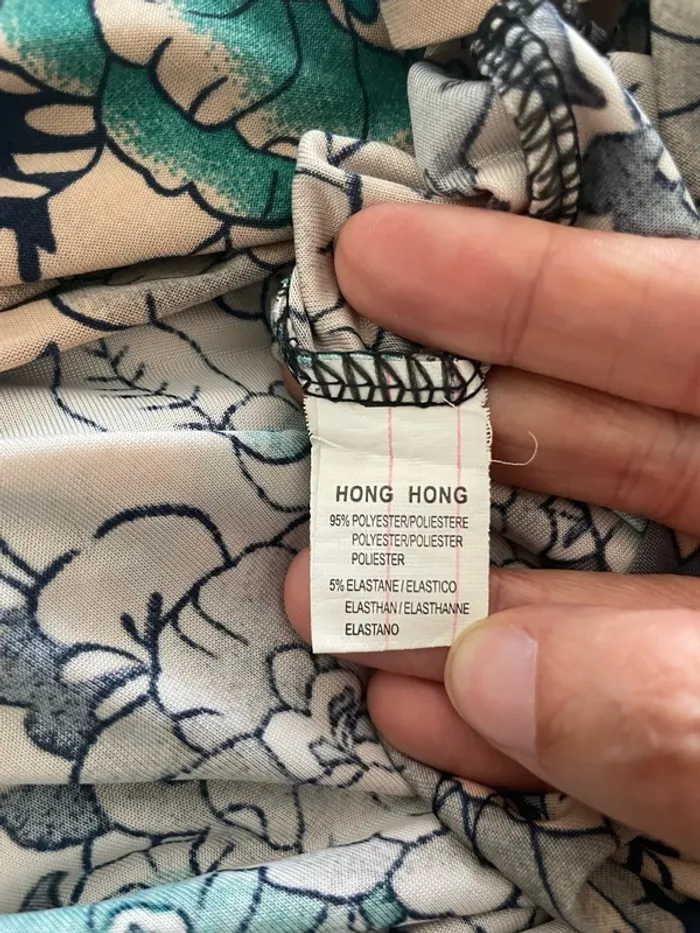 HONG HONG
95% POLYESTER/POLIESTERE
POLYESTER/POLIESTER
POLIESTER
5% ELASTANE / ELASTICO
ELASTHAN / ELASTHANNE
ELASTANO